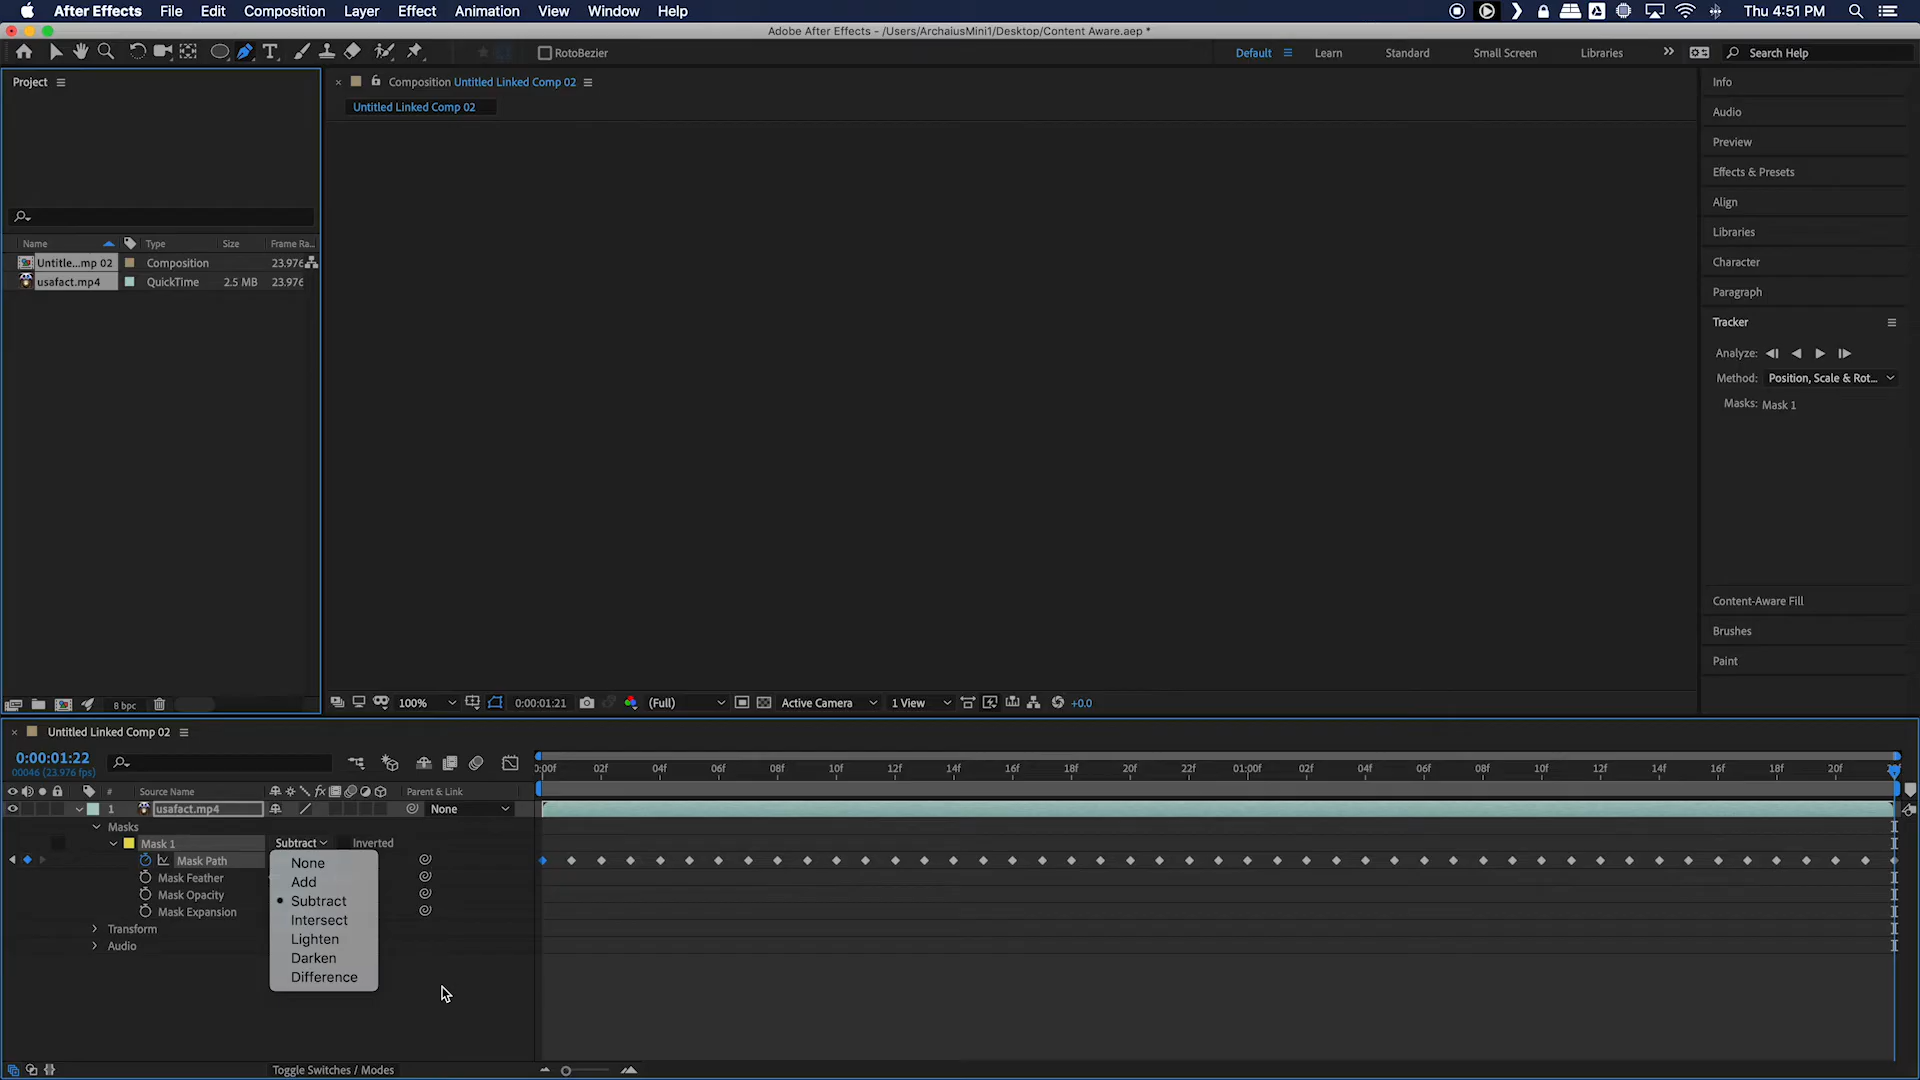 After Effects File Edit Composition Layer Effect Animation View Window Help Thu 4:51 PM
Adobe After Effects - /Users/ArchaiusMini1/Desktop/Content Aware.aep *
RotoBezier Default Learn Standard Small Screen Libraries Search Help
Project
Composition Untitled Linked Comp 02
Untitled Linked Comp 02
Info
Audio
Preview
Effects & Presets
Align
Libraries
Character
Paragraph
Tracker
Analyze:
Method: Position, Scale & Rot...
Masks: Mask 1
Content-Aware Fill
Brushes
Paint
Name Type Size Frame Ra...
Untitle...mp 02 Composition 23.976
usafact.mp4 QuickTime 2.5 MB 23.976
8 bpc
100% 0:00:01:21 (Full) Active Camera 1 View +0.0
Untitled Linked Comp 02
0:00:01:22
00046 (23.976 fps)
:00f 02f 04f 06f 08f 10f 12f 14f 16f 18f 20f 22f 01:00f 02f 04f 06f 08f 10f 12f 14f 16f 18f 20f
# Source Name Parent & Link
1 usafact.mp4 None
Masks
Mask 1 Subtract Inverted
Mask Path
Mask Feather
Mask Opacity
Mask Expansion
Transform
Audio
None
Add
Subtract
Intersect
Lighten
Darken
Difference
Toggle Switches / Modes